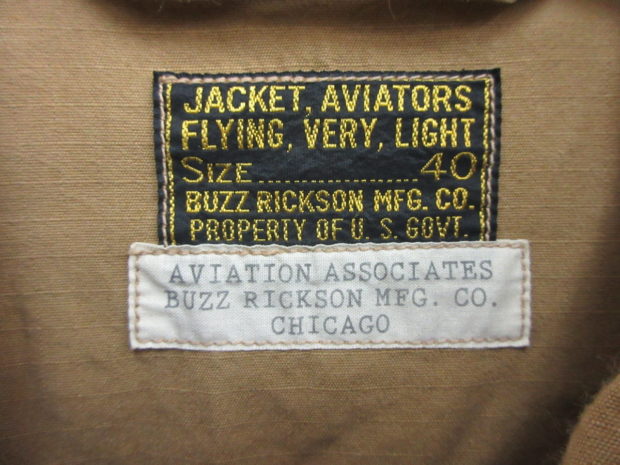 JACKET, AVIATORS
FLYING, VERY, LIGHT
SIZE................40
BUZZ RICKSON MFG. CO.
PROPERTY OF U. S. GOVT.
AVIATION ASSOCIATES
BUZZ RICKSON MFG. CO.
CHICAGO